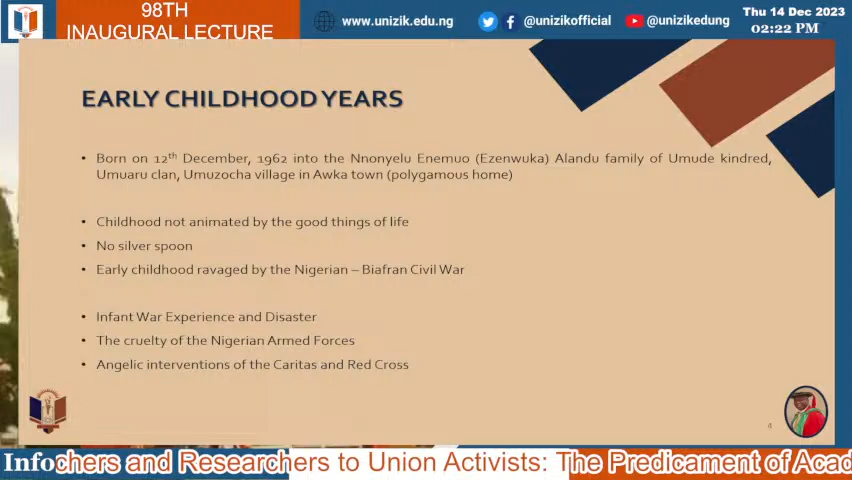 98TH
INAUGURAL LECTURE
www.unizik.edu.ng
@unizikofficial
@unizikedung
Thu 14 Dec 2023
02:22 PM
EARLY CHILDHOOD YEARS
• Born on 12th December, 1962 into the Nnonyelu Enemuo (Ezenwuka) Alandu family of Umude kindred,
Umuaru clan, Umuzocha village in Awka town (polygamous home)
• Childhood not animated by the good things of life
• No silver spoon
• Early childhood ravaged by the Nigerian – Biafran Civil War
• Infant War Experience and Disaster
• The cruelty of the Nigerian Armed Forces
• Angelic interventions of the Caritas and Red Cross
4
Info
chers and Researchers to Union Activists: The Predicament of Acad